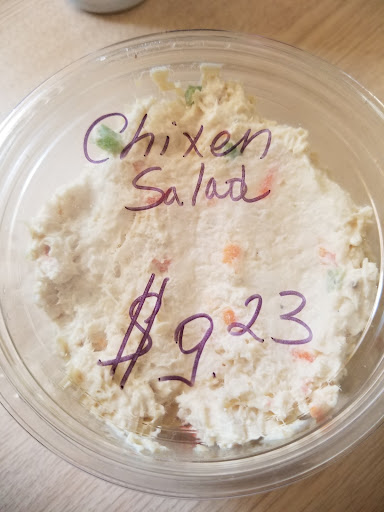 Chixen
Salad
$9 23